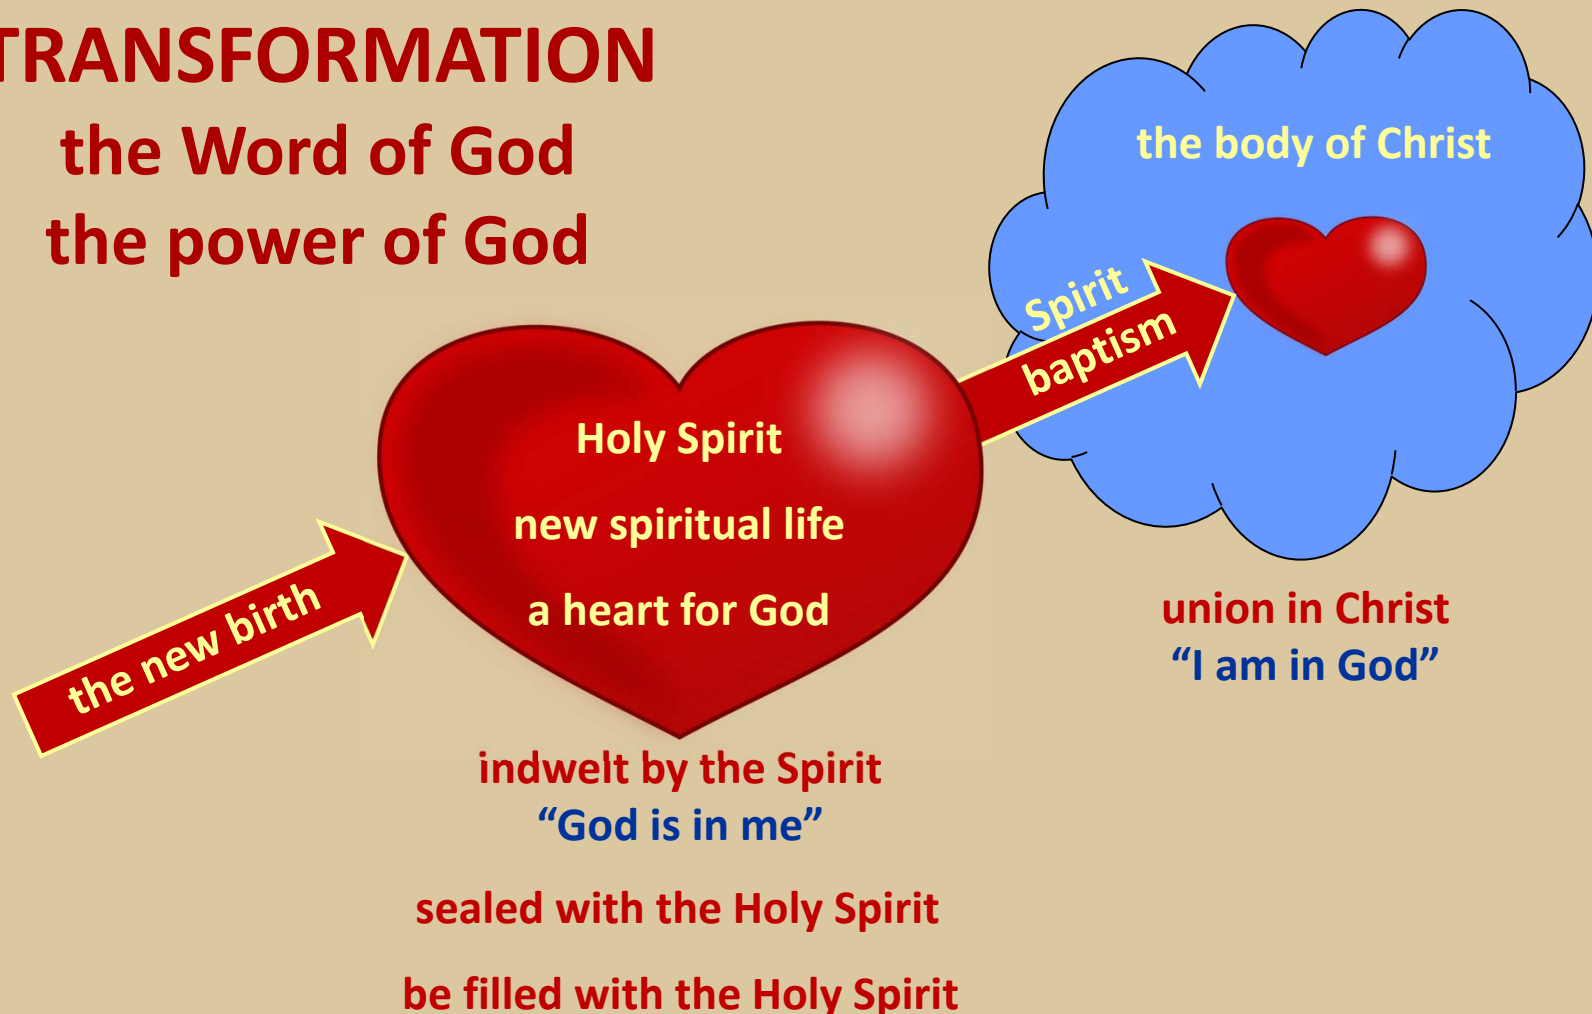 TRANSFORMATION
the Word of God
the power of God
the body of Christ
Spirit
baptism
Holy Spirit
new spiritual life
a heart for God
the new birth
union in Christ
“I am in God”
indwelt by the Spirit
“God is in me”
sealed with the Holy Spirit
be filled with the Holy Spirit